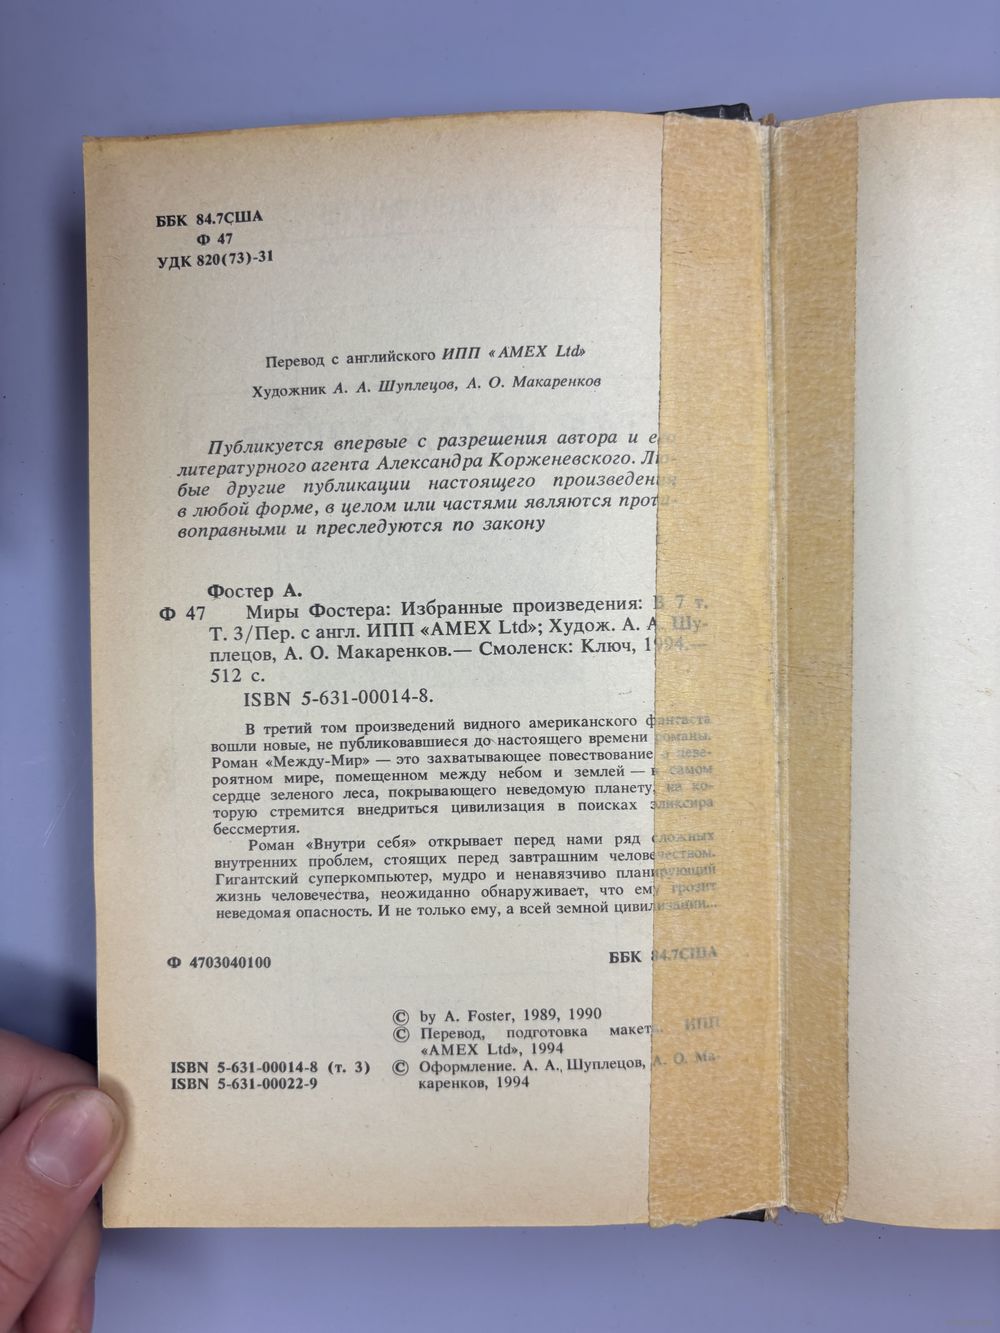 ББК 84.7США
Ф 47
УДК 820(73)-31
Перевод с английского ИПП «AMEX Ltd»
Художник А. А. Шуплецов, А. О. Макаренков
Публикуется впервые с разрешения автора и его
литературного агента Александра Корженевского. Лю-
бые другие публикации настоящего произведения
в любой форме, в целом или частями являются проти-
воправными и преследуются по закону
Фостер А.
Ф 47 Миры Фостера: Избранные произведения: В 7 т.
Т. 3/Пер. с англ. ИПП «AMEX Ltd»; Худож. А. А. Шу-
плецов, А. О. Макаренков.— Смоленск: Ключ, 1994.—
512 с.
ISBN 5-631-00014-8.
В третий том произведений видного американского фантаста
вошли новые, не публиковавшиеся до настоящего времени романы.
Роман «Между-Мир» — это захватывающее повествование о неве-
роятном мире, помещенном между небом и землей — в самом
сердце зеленого леса, покрывающего неведомую планету, на ко-
торую стремится внедриться цивилизация в поисках эликсира
бессмертия.
Роман «Внутри себя» открывает перед нами ряд сложных
внутренних проблем, стоящих перед завтрашним человечеством.
Гигантский суперкомпьютер, мудро и ненавязчиво планирующий
жизнь человечества, неожиданно обнаруживает, что ему грозит
неведомая опасность. И не только ему, а всей земной цивилизации...
Ф 4703040100 ББК 84.7США
© by A. Foster, 1989, 1990
© Перевод, подготовка макета. ИПП
«AMEX Ltd», 1994
ISBN 5-631-00014-8 (т. 3) © Оформление. А. А. Шуплецов, А. О. Ма-
ISBN 5-631-00022-9 каренков, 1994